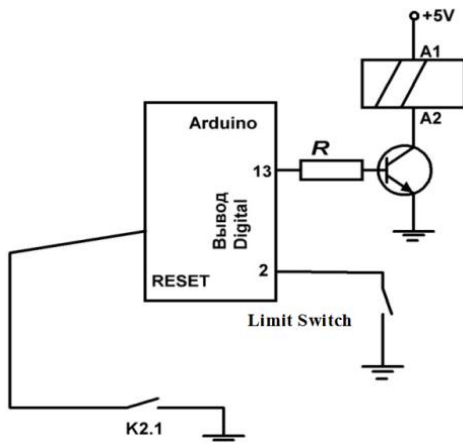 +5V
A1
A2
Arduino
R
13
Вывод
Digital
2
RESET
Limit Switch
K2.1